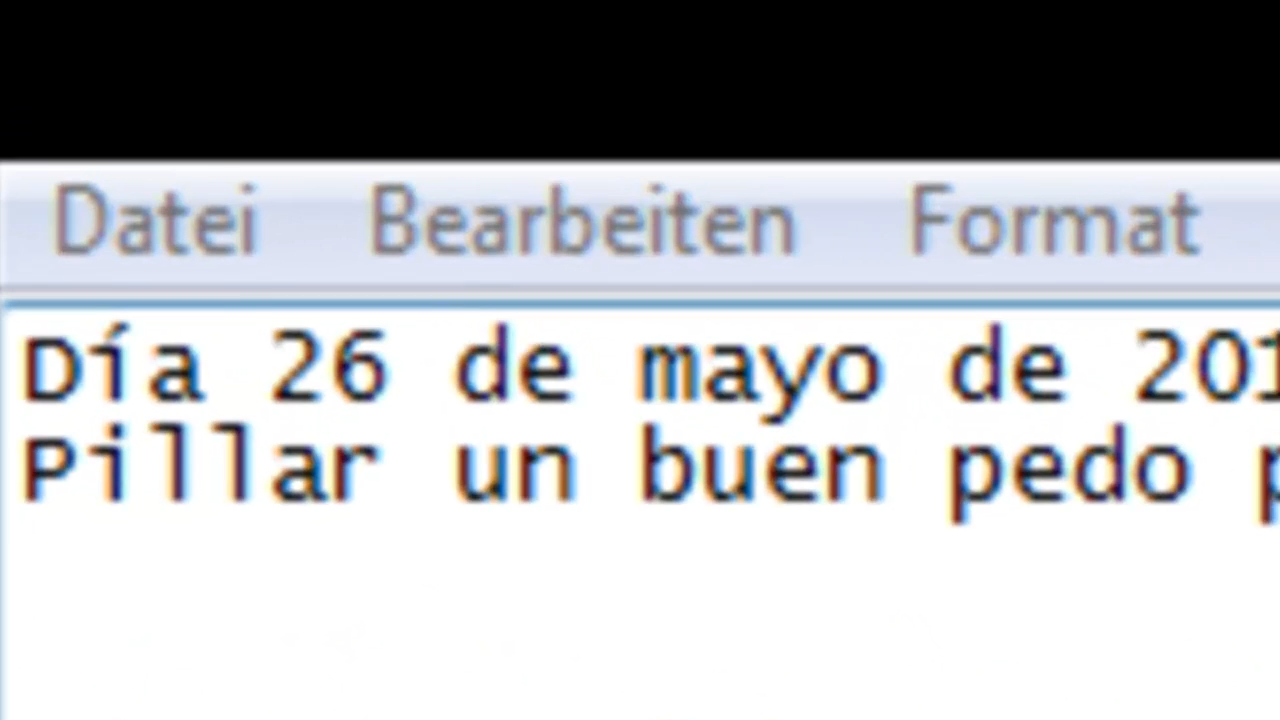 Datei Bearbeiten Format
Día 26 de mayo de 201
Pillar un buen pedo p